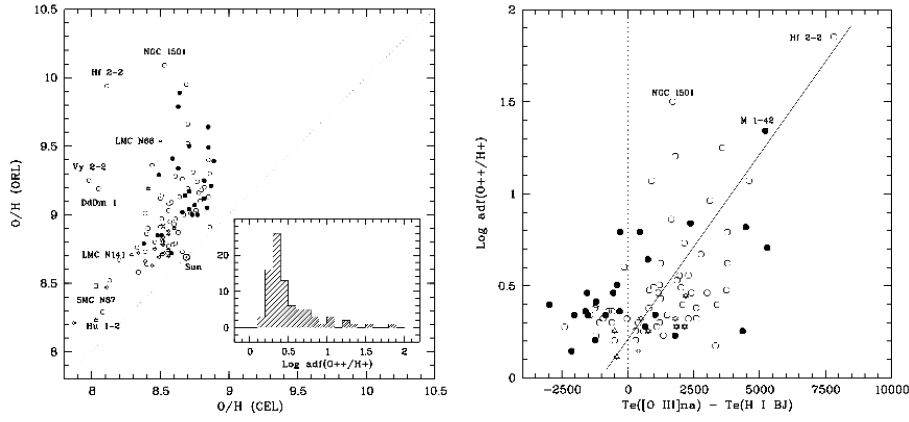 10.5
10
9.5
9
8.5
8
8
8.5
9
9.5
10
10.5
O/H (ORL)
O/H (CEL)
NGC 1501
Hf 2-2
LMC N66
Vy 2-2
DdDm 1
LMC N141
Sun
SMC N87
Hu 1-2
20
10
0
0
0.5
1
1.5
2
Log adf(O++/H+)
2
1.5
1
0.5
0
-2500
0
2500
5000
7500
10000
Log adf(O++/H+)
Te([O III]na) - Te(H I BJ)
Hf 2-2
NGC 1501
M 1-42